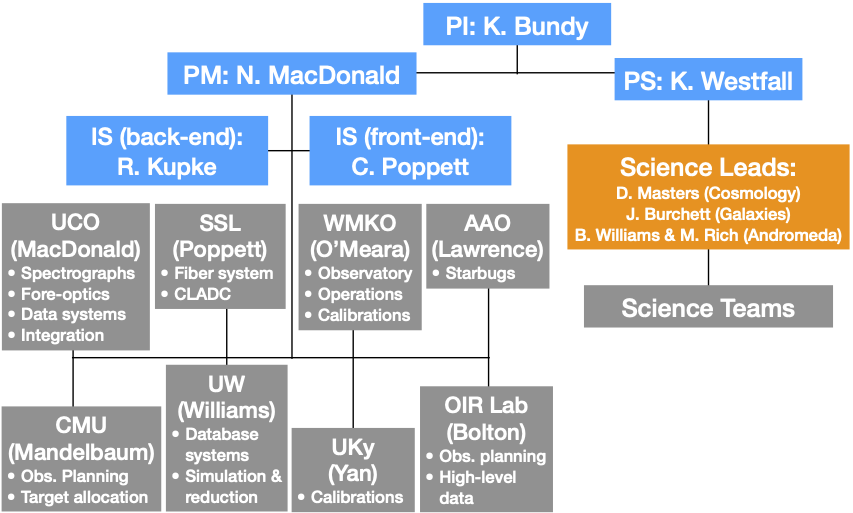 PI: K. Bundy
PM: N. MacDonald
PS: K. Westfall
IS (back-end):
R. Kupke
IS (front-end):
C. Poppett
Science Leads:
D. Masters (Cosmology)
J. Burchett (Galaxies)
B. Williams & M. Rich (Andromeda)
Science Teams
UCO
(MacDonald)
• Spectrographs
• Fore-optics
• Data systems
• Integration
SSL
(Poppett)
• Fiber system
• CLADC
WMKO
(O’Meara)
• Observatory
• Operations
• Calibrations
AAO
(Lawrence)
• Starbugs
CMU
(Mandelbaum)
• Obs. Planning
• Target allocation
UW
(Williams)
• Database
systems
• Simulation &
reduction
UKy
(Yan)
• Calibrations
OIR Lab
(Bolton)
• Obs. planning
• High-level
data